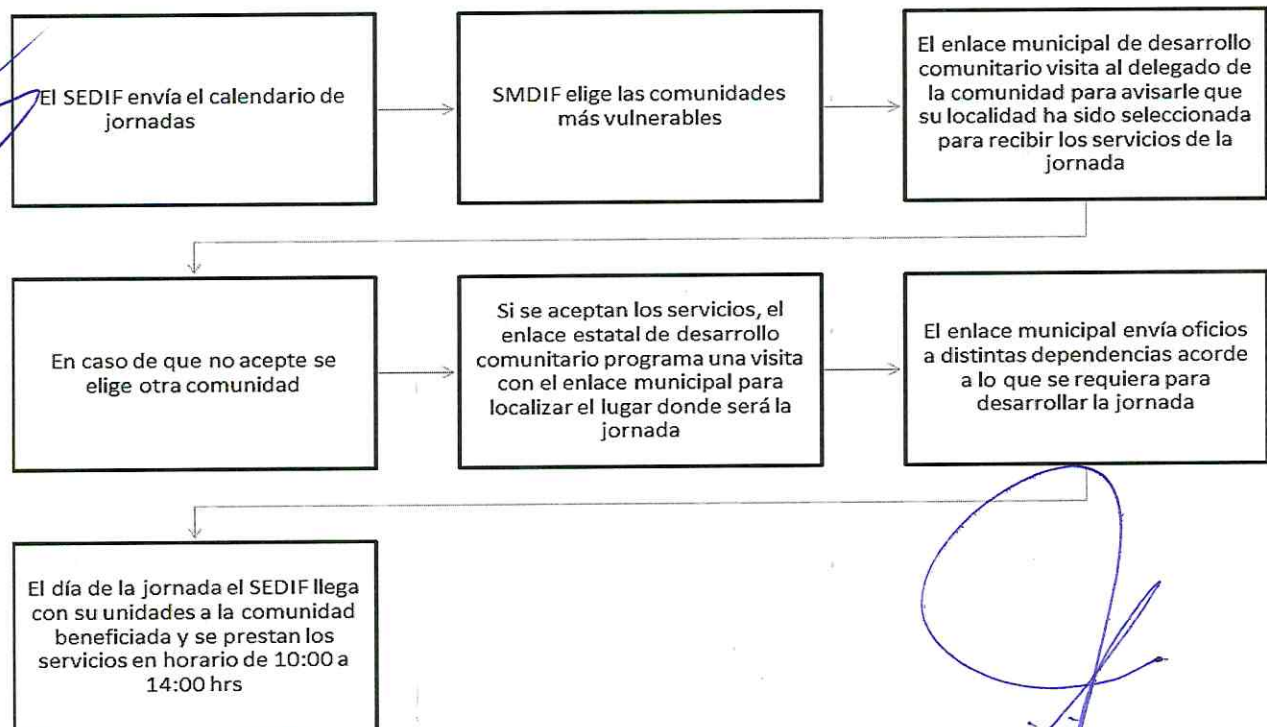 El SEDIF envía el calendario de
jornadas
SMDIF elige las comunidades
más vulnerables
El enlace municipal de desarrollo
comunitario visita al delegado de
la comunidad para avisarle que
su localidad ha sido seleccionada
para recibir los servicios de la
jornada
En caso de que no acepte se
elige otra comunidad
Si se aceptan los servicios, el
enlace estatal de desarrollo
comunitario programa una visita
con el enlace municipal para
localizar el lugar donde será la
jornada
El enlace municipal envía oficios
a distintas dependencias acorde
a lo que se requiera para
desarrollar la jornada
El día de la jornada el SEDIF llega
con su unidades a la comunidad
beneficiada y se prestan los
servicios en horario de 10:00 a
14:00 hrs